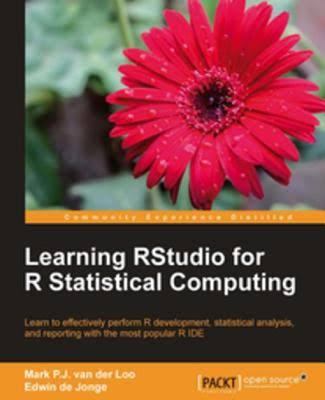 Community Experience Distilled
Learning RStudio for
R Statistical Computing
Learn to effectively perform R development, statistical analysis,
and reporting with the most popular R IDE
Mark P.J. van der Loo
Edwin de Jonge
PACKT
PUBLISHING
open source